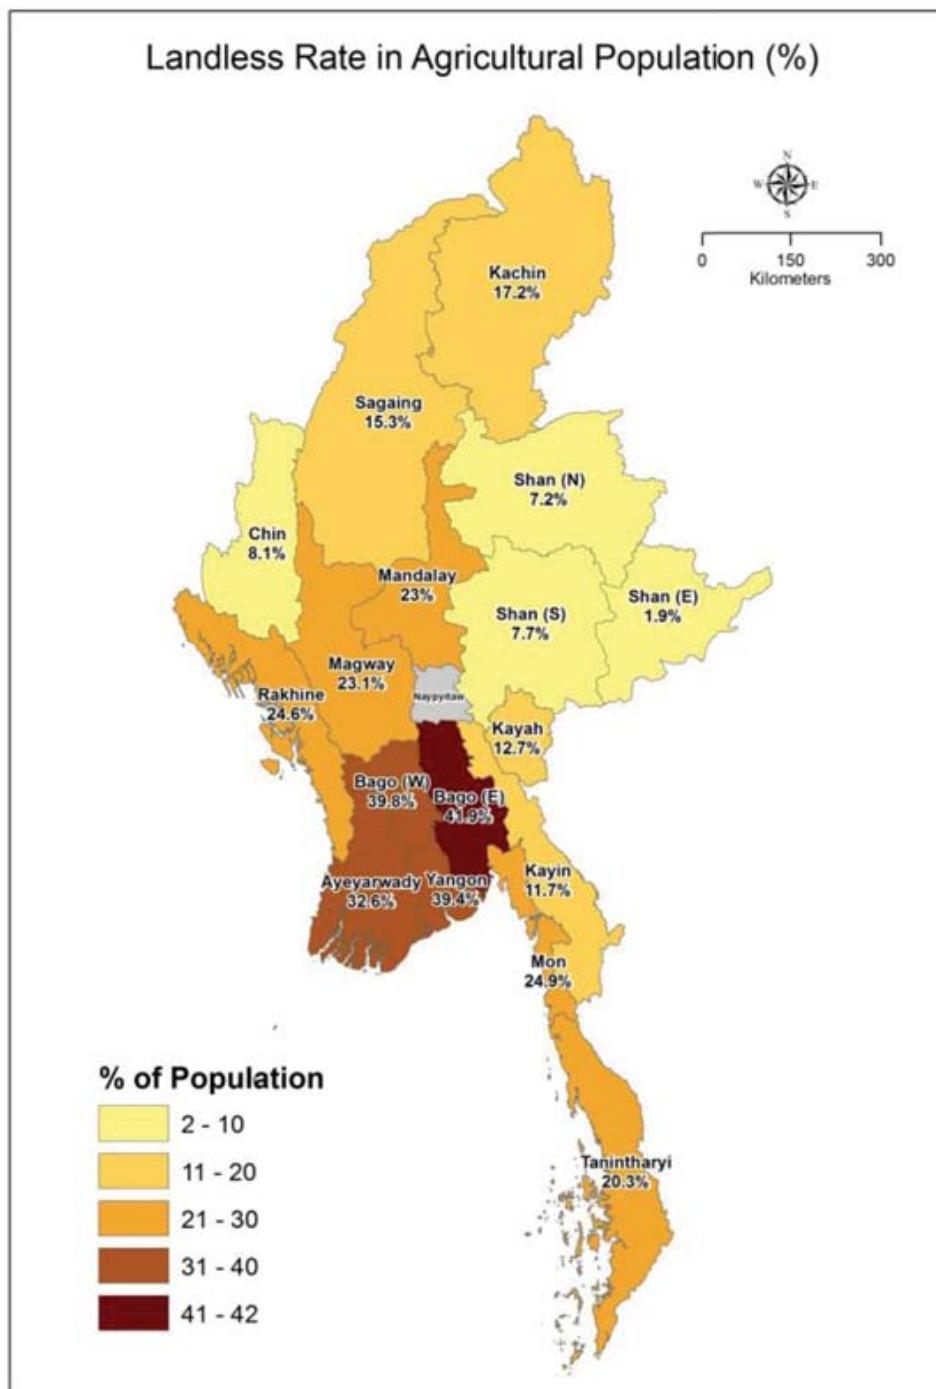 Landless Rate in Agricultural Population (%)
N
W E
S
0 150 300
Kilometers
Kachin
17.2%
Sagaing
15.3%
Shan (N)
7.2%
Chin
8.1%
Mandalay
23%
Shan (E)
1.9%
Shan (S)
7.7%
Magway
23.1%
Rakhine
24.6%
Naypyitaw
Kayah
12.7%
Bago (W)
39.8%
Bago (E)
41.9%
Kayin
11.7%
Ayeyarwady
32.6%
Yangon
39.4%
Mon
24.9%
Tanintharyi
20.3%
% of Population
2 - 10
11 - 20
21 - 30
31 - 40
41 - 42